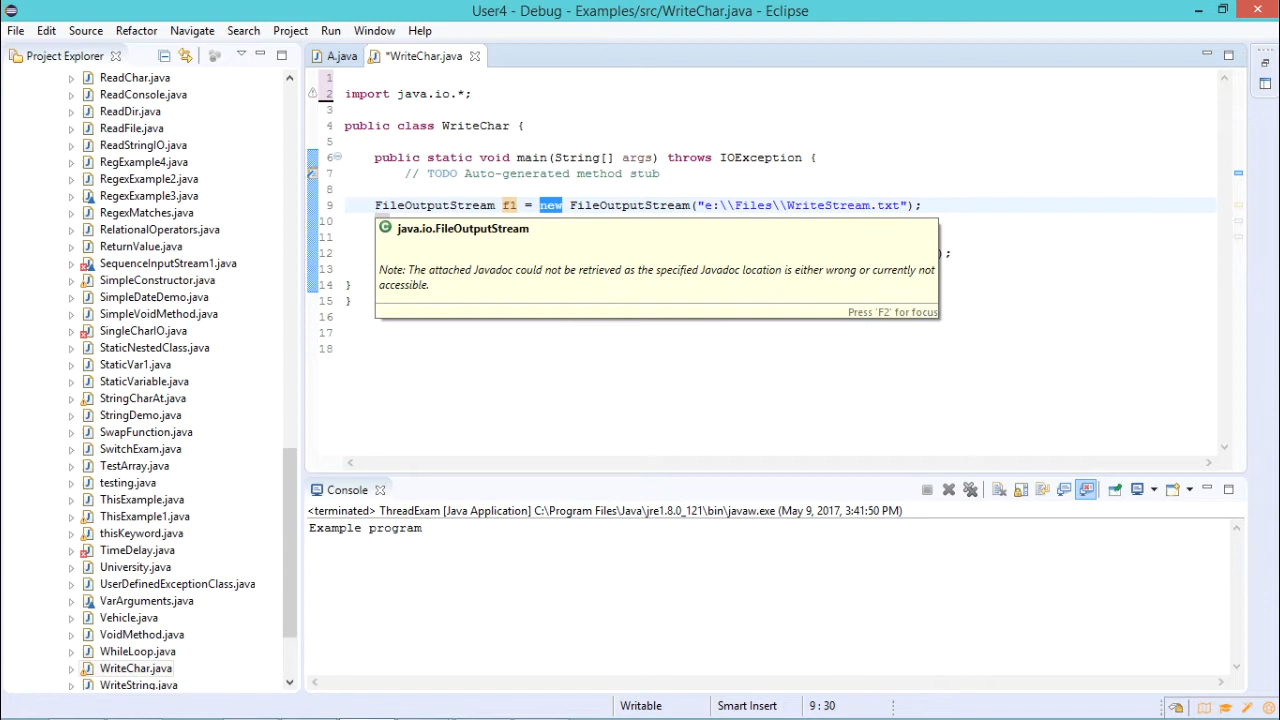 User4 - Debug - Examples/src/WriteChar.java - Eclipse
File Edit Source Refactor Navigate Search Project Run Window Help
Project Explorer
ReadChar.java
ReadConsole.java
ReadDir.java
ReadFile.java
ReadStringIO.java
RegExample4.java
RegexExample2.java
RegexExample3.java
RegexMatches.java
RelationalOperators.java
ReturnValue.java
SequenceInputStream1.java
SimpleConstructor.java
SimpleDateDemo.java
SimpleVoidMethod.java
SingleCharIO.java
StaticNestedClass.java
StaticVar1.java
StaticVariable.java
StringCharAt.java
StringDemo.java
SwapFunction.java
SwitchExam.java
TestArray.java
testing.java
ThisExample.java
ThisExample1.java
thisKeyword.java
TimeDelay.java
University.java
UserDefinedExceptionClass.java
VarArguments.java
Vehicle.java
VoidMethod.java
WhileLoop.java
WriteChar.java
WriteString.java
A.java *WriteChar.java
1
2 import java.io.*;
3
4 public class WriteChar {
5
6 public static void main(String[] args) throws IOException {
7 // TODO Auto-generated method stub
8
9 FileOutputStream f1 = new FileOutputStream("e:\\Files\\WriteStream.txt");
10
11
12 );
13
14 }
15 }
16
17
18
java.io.FileOutputStream
Note: The attached Javadoc could not be retrieved as the specified Javadoc location is either wrong or currently not
accessible.
Press 'F2' for focus
Console
<terminated> ThreadExam [Java Application] C:\Program Files\Java\jre1.8.0_121\bin\javaw.exe (May 9, 2017, 3:41:50 PM)
Example program
Writable Smart Insert 9 : 30